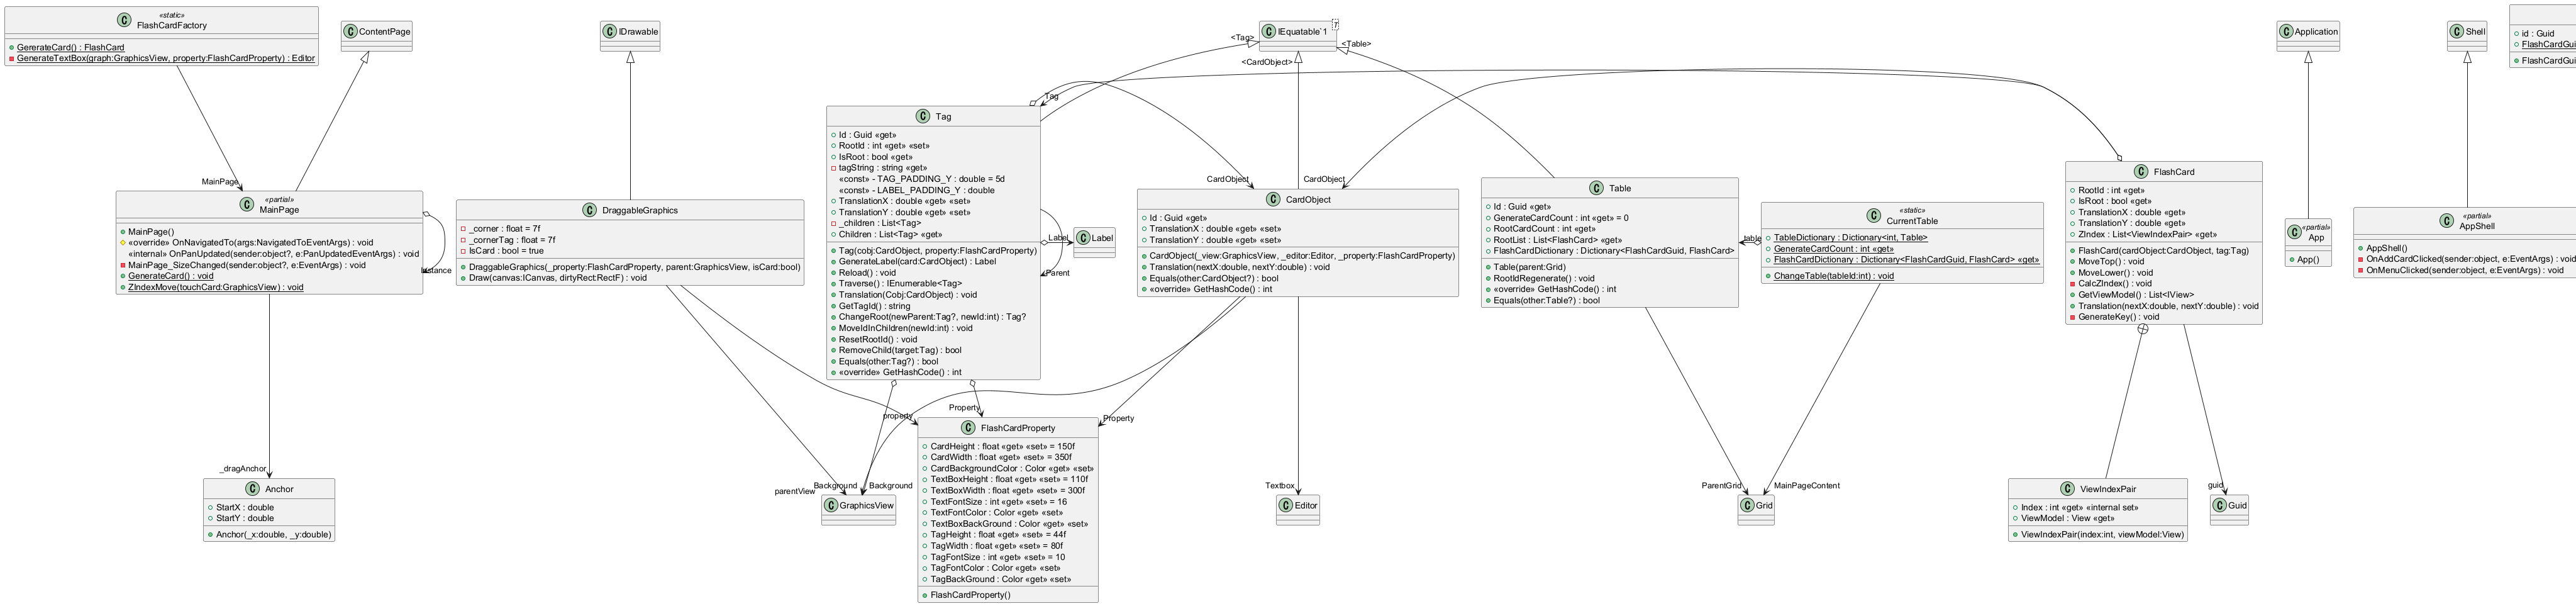 C «static» FlashCardFactory
GererateCard() : FlashCard
GenerateTextBox(graph:GraphicsView, property:FlashCardProperty) : Editor
C ContentPage
C IDrawable
C IEquatable`1 T
<Tag>
<Table>
<CardObject>
C Application
C Shell
id : Guid
FlashCardGui
FlashCardGui
MainPage
C «partial» MainPage
MainPage()
«override» OnNavigatedTo(args:NavigatedToEventArgs) : void
«internal» OnPanUpdated(sender:object?, e:PanUpdatedEventArgs) : void
MainPage_SizeChanged(sender:object?, e:EventArgs) : void
GenerateCard() : void
ZIndexMove(touchCard:GraphicsView) : void
Instance
C DraggableGraphics
_corner : float = 7f
_cornerTag : float = 7f
IsCard : bool = true
DraggableGraphics(_property:FlashCardProperty, parent:GraphicsView, isCard:bool)
Draw(canvas:ICanvas, dirtyRect:RectF) : void
Tag
C Tag
Id : Guid «get»
RootId : int «get» «set»
IsRoot : bool «get»
tagString : string «get»
«const» - TAG_PADDING_Y : double = 5d
«const» - LABEL_PADDING_Y : double
TranslationX : double «get» «set»
TranslationY : double «get» «set»
_children : List<Tag>
Children : List<Tag> «get»
Tag(cobj:CardObject, property:FlashCardProperty)
GenerateLabel(card:CardObject) : Label
Reload() : void
Traverse() : IEnumerable<Tag>
Translation(Cobj:CardObject) : void
GetTagId() : string
ChangeRoot(newParent:Tag?, newId:int) : Tag?
MoveIdInChildren(newId:int) : void
ResetRootId() : void
RemoveChild(target:Tag) : bool
Equals(other:Tag?) : bool
«override» GetHashCode() : int
Label
C Label
Parent
CardObject
CardObject
C CardObject
Id : Guid «get»
TranslationX : double «get» «set»
TranslationY : double «get» «set»
CardObject(_view:GraphicsView, _editor:Editor, _property:FlashCardProperty)
Translation(nextX:double, nextY:double) : void
Equals(other:CardObject?) : bool
«override» GetHashCode() : int
C Table
Id : Guid «get»
GenerateCardCount : int «get» = 0
RootCardCount : int «get»
RootList : List<FlashCard> «get»
FlashCardDictionary : Dictionary<FlashCardGuid, FlashCard>
Table(parent:Grid)
RootIdRegenerate() : void
«override» GetHashCode() : int
Equals(other:Table?) : bool
table
C «static» CurrentTable
TableDictionary : Dictionary<int, Table>
GenerateCardCount : int «get»
FlashCardDictionary : Dictionary<FlashCardGuid, FlashCard> «get»
ChangeTable(tableId:int) : void
C FlashCard
RootId : int «get»
IsRoot : bool «get»
TranslationX : double «get»
TranslationY : double «get»
ZIndex : List<ViewIndexPair> «get»
FlashCard(cardObject:CardObject, tag:Tag)
MoveTop() : void
MoveLower() : void
CalcZIndex() : void
GetViewModel() : List<IView>
Translation(nextX:double, nextY:double) : void
GenerateKey() : void
C «partial» App
App()
C «partial» AppShell
AppShell()
OnAddCardClicked(sender:object, e:EventArgs) : void
OnMenuClicked(sender:object, e:EventArgs) : void
_dragAnchor
C Anchor
StartX : double
StartY : double
Anchor(_x:double, _y:double)
property
Property
Property
C FlashCardProperty
CardHeight : float «get» «set» = 150f
CardWidth : float «get» «set» = 350f
CardBackgroundColor : Color «get» «set»
TextBoxHeight : float «get» «set» = 110f
TextBoxWidth : float «get» «set» = 300f
TextFontSize : int «get» «set» = 16
TextFontColor : Color «get» «set»
TextBoxBackGround : Color «get» «set»
TagHeight : float «get» «set» = 44f
TagWidth : float «get» «set» = 80f
TagFontSize : int «get» «set» = 10
TagFontColor : Color «get» «set»
TagBackGround : Color «get» «set»
FlashCardProperty()
parentView
Background
Background
C GraphicsView
Textbox
C Editor
ParentGrid
MainPageContent
C Grid
C ViewIndexPair
Index : int «get» «internal set»
ViewModel : View «get»
ViewIndexPair(index:int, viewModel:View)
guid
C Guid